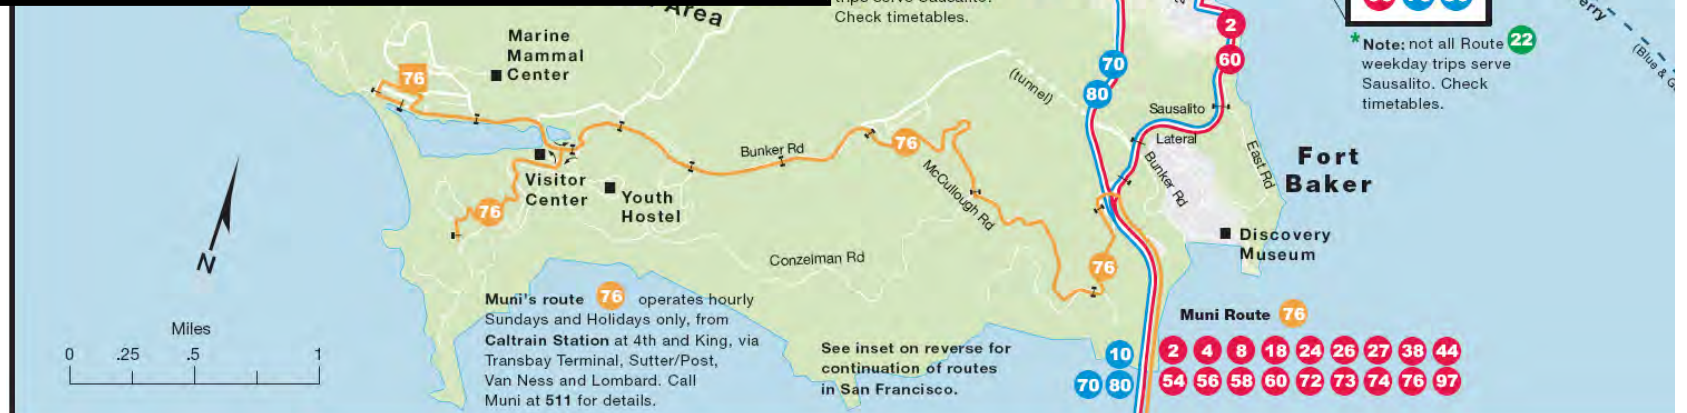 Area
Check timetables.
2
60
70
80
76
Marine
Mammal
Center
*Note: not all Route 22
weekday trips serve
Sausalito. Check
timetables.
(tunnel)
Sausalito
Lateral
Bunker Rd
76
McCullough Rd
Bunker Rd
East Rd
Fort
Baker
Visitor
Center
Youth
Hostel
76
Discovery
Museum
N
Conzelman Rd
76
Muni's route 76 operates hourly
Sundays and Holidays only, from
Caltrain Station at 4th and King, via
Transbay Terminal, Sutter/Post,
Van Ness and Lombard. Call
Muni at 511 for details.
Miles
0 .25 .5 1
See inset on reverse for
continuation of routes
in San Francisco.
Muni Route 76
10
70 80
2 4 8 18 24 26 27 38 44
54 56 58 60 72 73 74 76 97